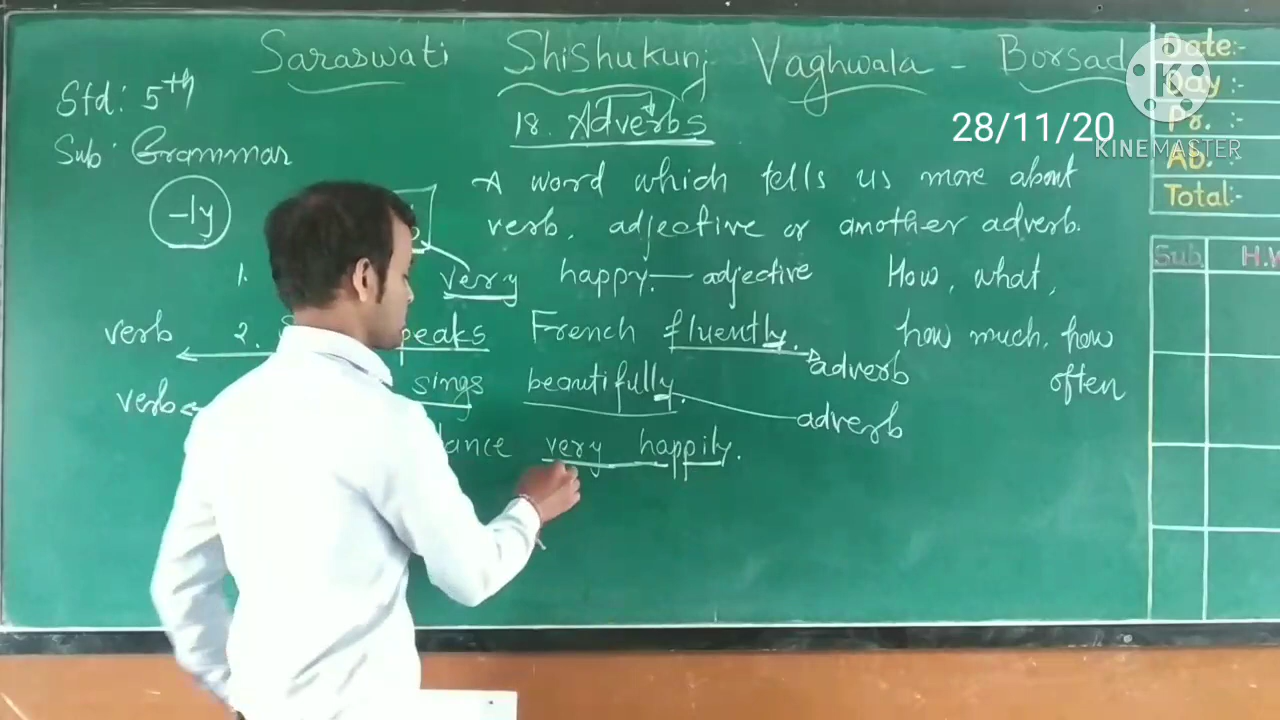 Saraswati Shishukunj Vaghwala - Borsad
Std: 5th
18. Adverbs
28/11/20
KINEMASTER
Sub: Grammar
-ly
A word which tells us more about
verb, adjective or another adverb.
1. very happy. — adjective
How, what,
verb 2. speaks French fluently. adverb
how much, how
often
verb sings beautifully. adverb
dance very happily.
Date:-
Day :-
Pr. :-
Ab. :-
Total:-
Sub. H.W